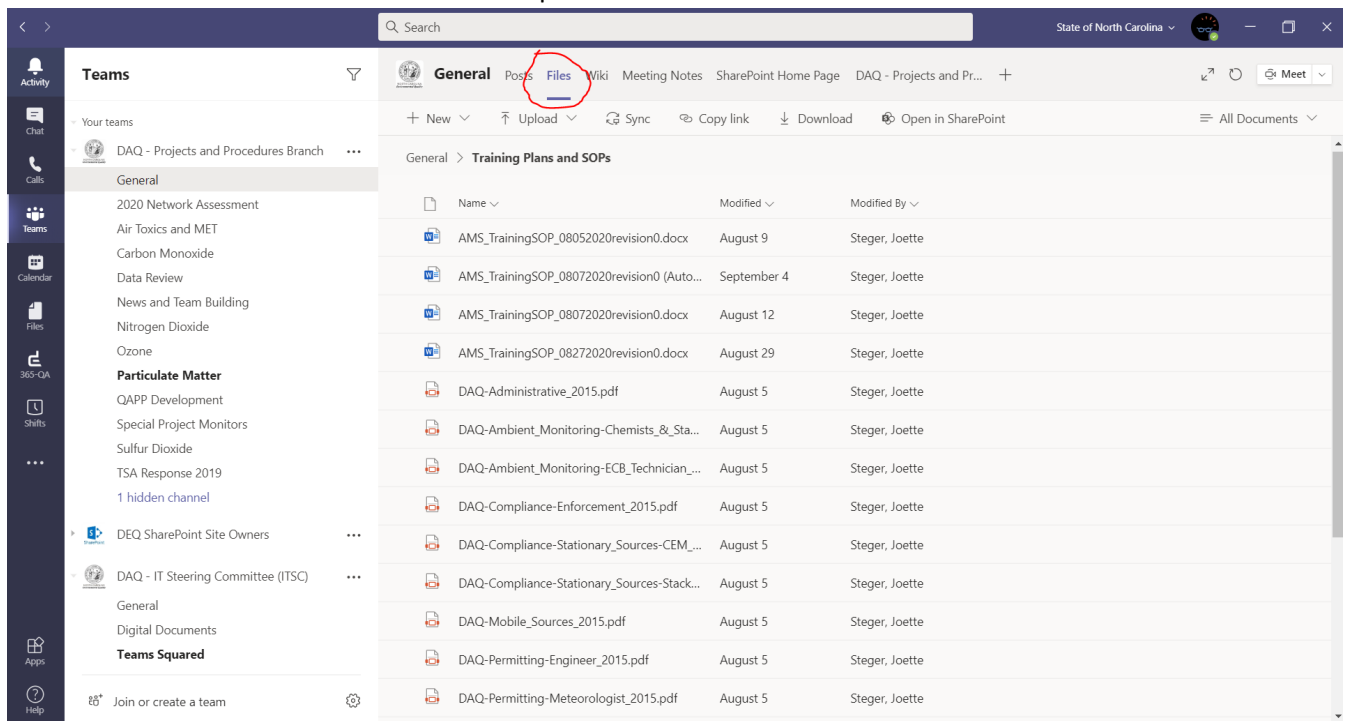 Search
State of North Carolina
Activity
Chat
Calls
Teams
Calendar
Files
365-QA
Shifts
Apps
Help
Teams
Your teams
DAQ - Projects and Procedures Branch
General
2020 Network Assessment
Air Toxics and MET
Carbon Monoxide
Data Review
News and Team Building
Nitrogen Dioxide
Ozone
Particulate Matter
QAPP Development
Special Project Monitors
Sulfur Dioxide
TSA Response 2019
1 hidden channel
DEQ SharePoint Site Owners
DAQ - IT Steering Committee (ITSC)
General
Digital Documents
Teams Squared
Join or create a team
General Posts Files Wiki Meeting Notes SharePoint Home Page DAQ - Projects and Pr... + Meet
+ New Upload Sync Copy link Download Open in SharePoint All Documents
General > Training Plans and SOPs
Name Modified Modified By
AMS_TrainingSOP_08052020revision0.docx August 9 Steger, Joette
AMS_TrainingSOP_08072020revision0 (Auto... September 4 Steger, Joette
AMS_TrainingSOP_08072020revision0.docx August 12 Steger, Joette
AMS_TrainingSOP_08272020revision0.docx August 29 Steger, Joette
DAQ-Administrative_2015.pdf August 5 Steger, Joette
DAQ-Ambient_Monitoring-Chemists_&_Sta... August 5 Steger, Joette
DAQ-Ambient_Monitoring-ECB_Technician_... August 5 Steger, Joette
DAQ-Compliance-Enforcement_2015.pdf August 5 Steger, Joette
DAQ-Compliance-Stationary_Sources-CEM_... August 5 Steger, Joette
DAQ-Compliance-Stationary_Sources-Stack... August 5 Steger, Joette
DAQ-Mobile_Sources_2015.pdf August 5 Steger, Joette
DAQ-Permitting-Engineer_2015.pdf August 5 Steger, Joette
DAQ-Permitting-Meteorologist_2015.pdf August 5 Steger, Joette